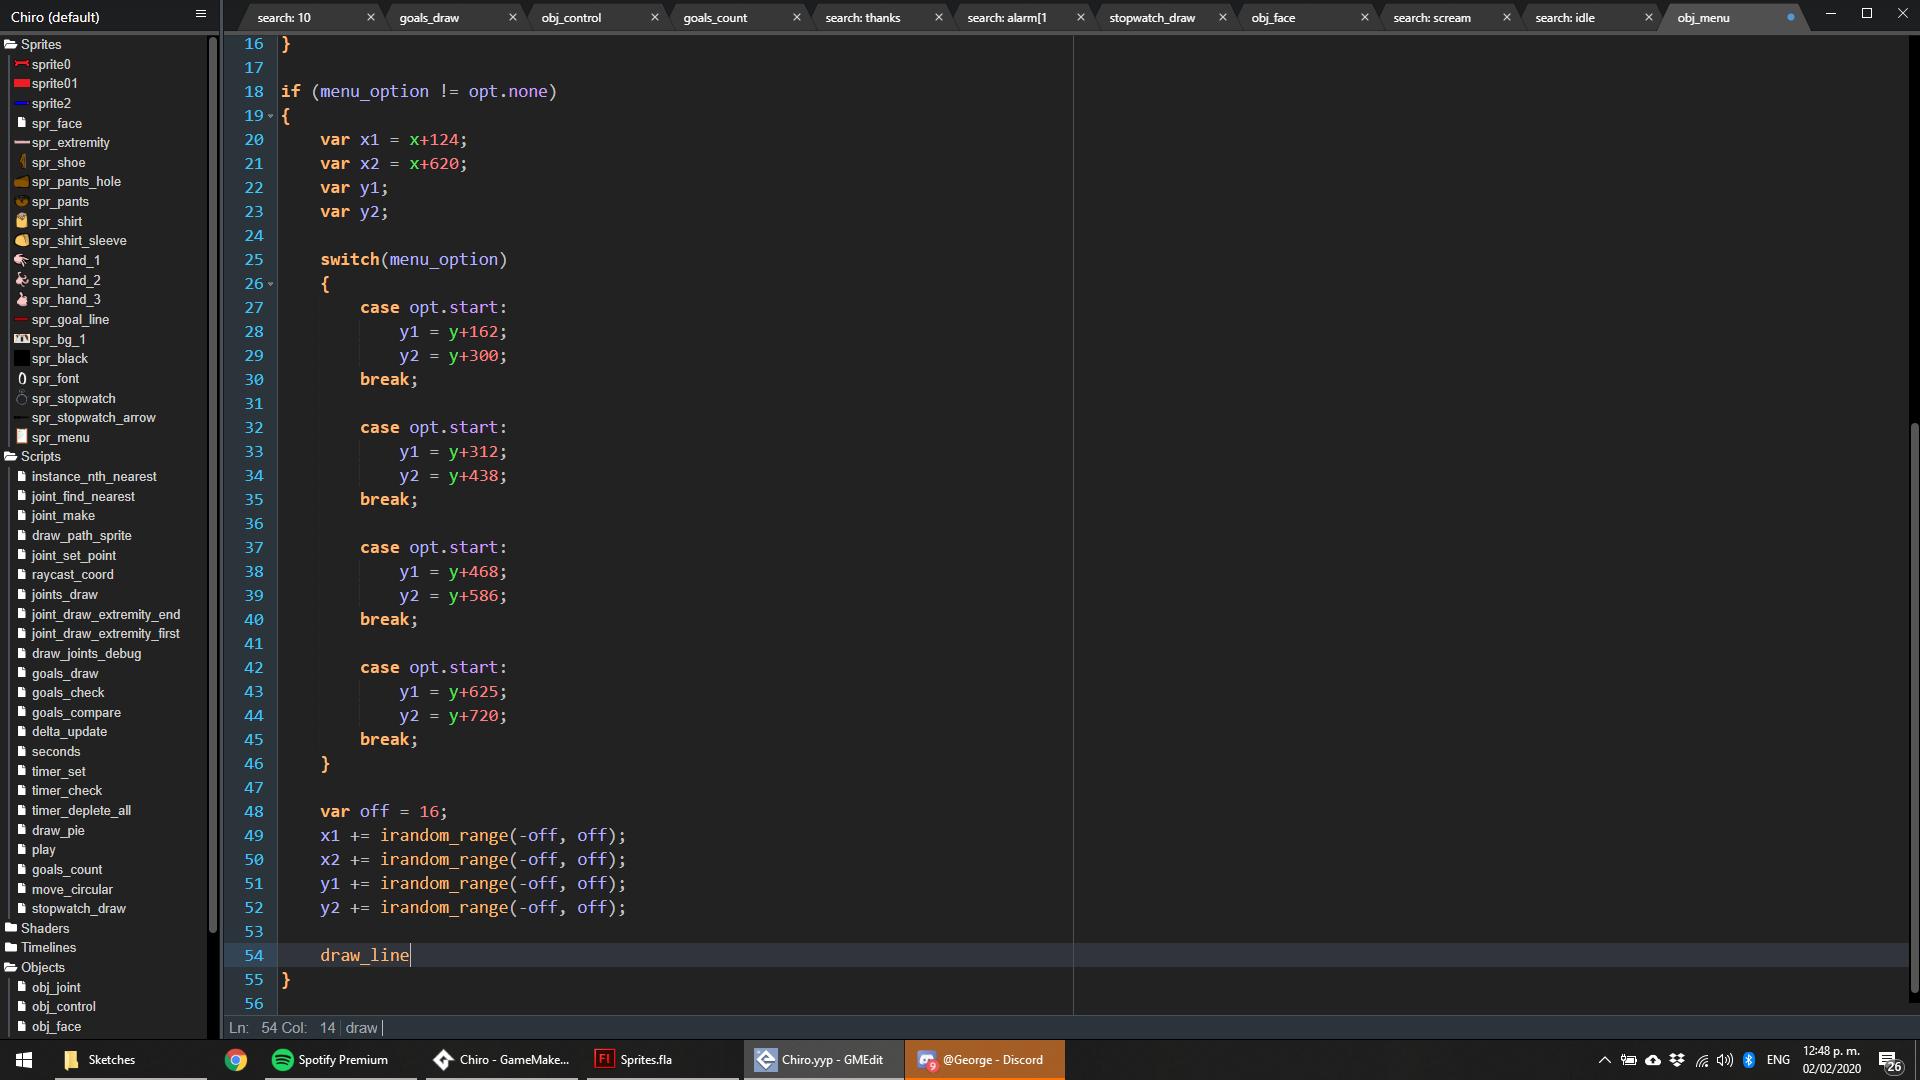 Chiro (default)
search: 10
goals_draw
obj_control
goals_count
search: thanks
search: alarm[1
stopwatch_draw
obj_face
search: scream
search: idle
obj_menu
Sprites
sprite0
sprite01
sprite2
spr_face
spr_extremity
spr_shoe
spr_pants_hole
spr_pants
spr_shirt
spr_shirt_sleeve
spr_hand_1
spr_hand_2
spr_hand_3
spr_goal_line
spr_bg_1
spr_black
spr_font
spr_stopwatch
spr_stopwatch_arrow
spr_menu
Scripts
instance_nth_nearest
joint_find_nearest
joint_make
draw_path_sprite
joint_set_point
raycast_coord
joints_draw
joint_draw_extremity_end
joint_draw_extremity_first
draw_joints_debug
goals_draw
goals_check
goals_compare
delta_update
seconds
timer_set
timer_check
timer_deplete_all
draw_pie
play
goals_count
move_circular
stopwatch_draw
Shaders
Timelines
Objects
obj_joint
obj_control
obj_face
16 }
17
18 if (menu_option != opt.none)
19 {
20 var x1 = x+124;
21 var x2 = x+620;
22 var y1;
23 var y2;
24
25 switch(menu_option)
26 {
27 case opt.start:
28 y1 = y+162;
29 y2 = y+300;
30 break;
31
32 case opt.start:
33 y1 = y+312;
34 y2 = y+438;
35 break;
36
37 case opt.start:
38 y1 = y+468;
39 y2 = y+586;
40 break;
41
42 case opt.start:
43 y1 = y+625;
44 y2 = y+720;
45 break;
46 }
47
48 var off = 16;
49 x1 += irandom_range(-off, off);
50 x2 += irandom_range(-off, off);
51 y1 += irandom_range(-off, off);
52 y2 += irandom_range(-off, off);
53
54 draw_line
55 }
56
Ln: 54 Col: 14 draw
Sketches
Spotify Premium
Chiro - GameMake...
Sprites.fla
Chiro.yyp - GMEdit
9
@George - Discord
ENG
12:48 p. m.
02/02/2020
26